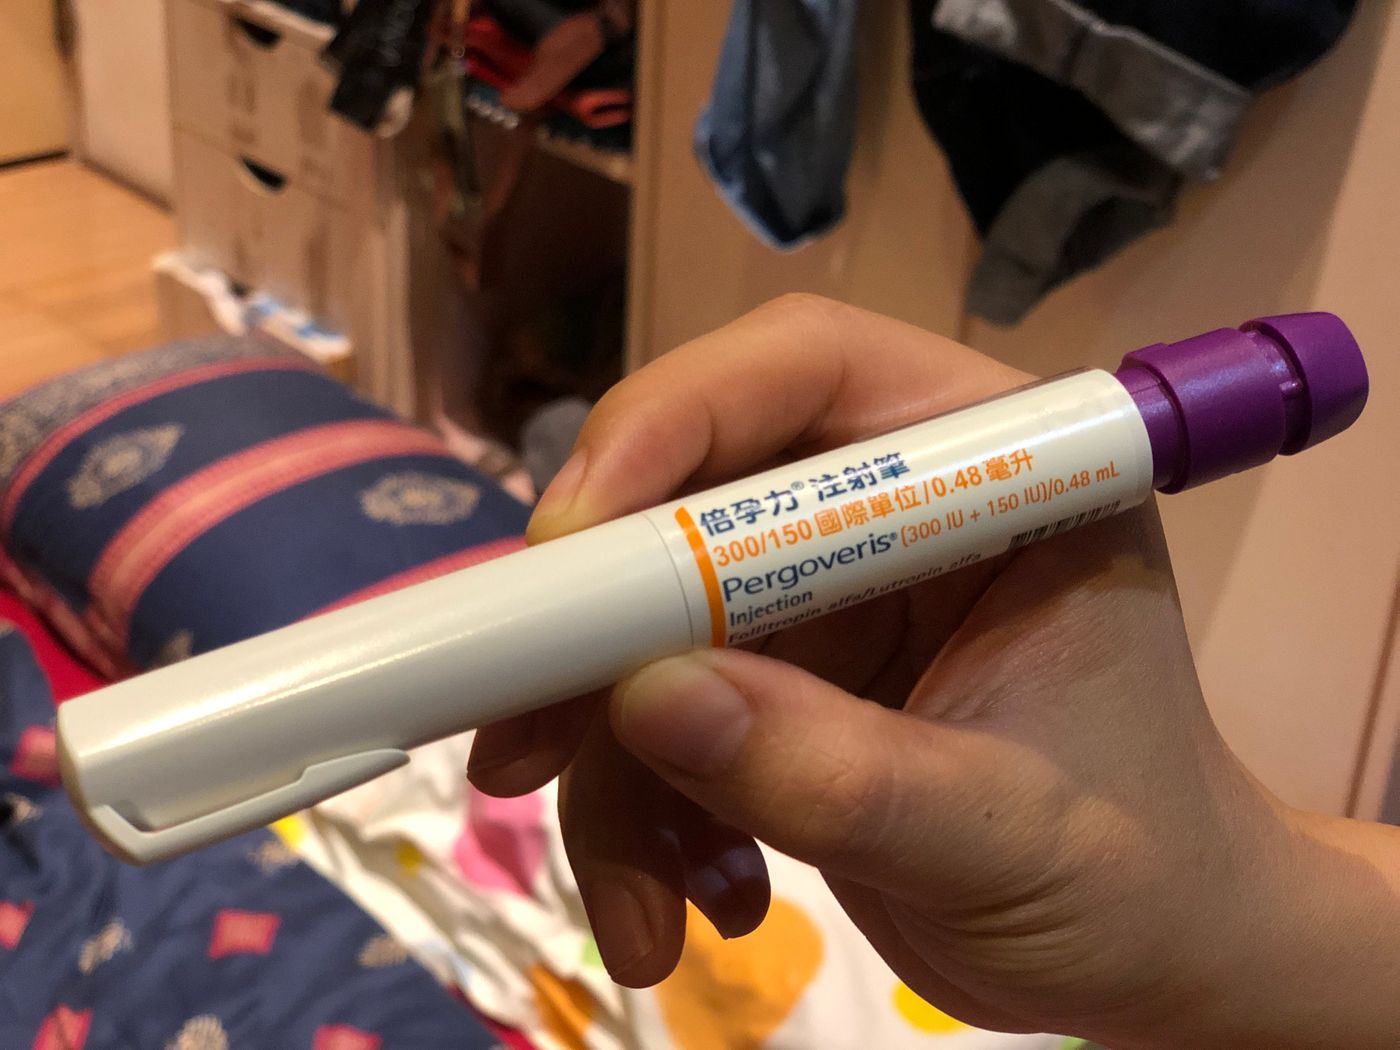 倍孕力® 注射筆
300/150 國際單位/0.48 毫升
Pergoveris® (300 IU + 150 IU)/0.48 mL
Injection
Follitropin alfa/Lutropin alfa